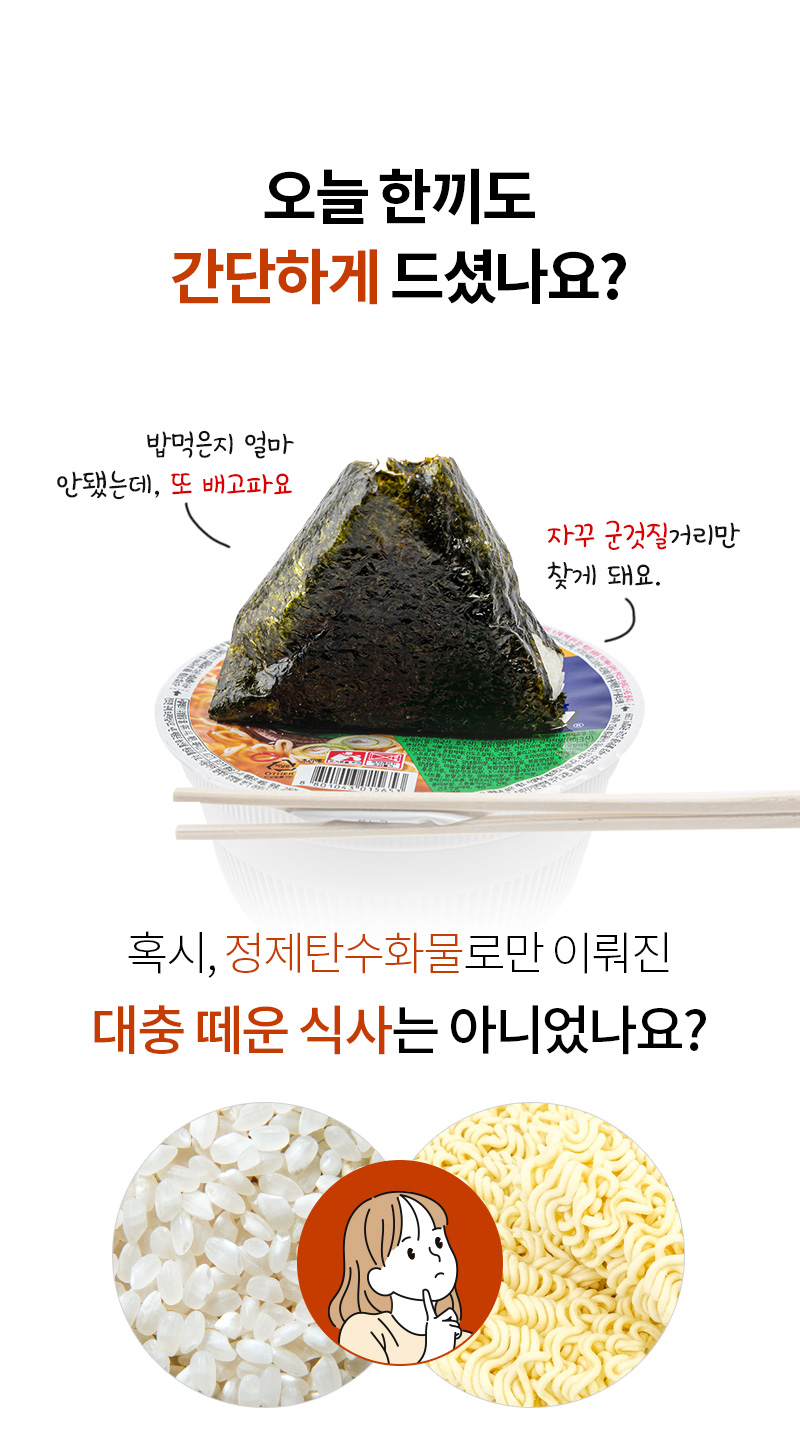 오늘 한끼도
간단하게 드셨나요?
밥먹은지 얼마
안됐는데, 또 배고파요
자꾸 군것질거리만
찾게 돼요.
OTHER
혹시, 정제탄수화물로만 이뤄진
대충 떼운 식사는 아니었나요?